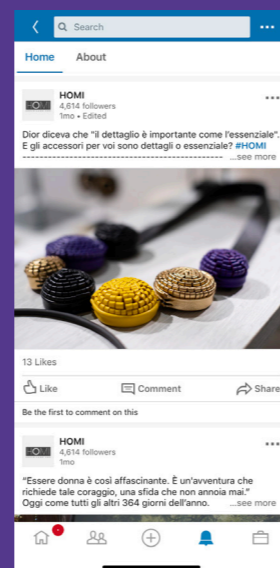 Search
Home About
HOMI
HOMI
4,614 followers
1mo • Edited
Dior diceva che "il dettaglio è importante come l'essenziale".
E gli accessori per voi sono dettagli o essenziale? #HOMI
------------------------------------------------ ...see more
13 Likes
Like Comment Share
Be the first to comment on this
HOMI
HOMI
4,614 followers
1mo
"Essere donna è così affascinante. È un'avventura che
richiede tale coraggio, una sfida che non annoia mai."
Oggi come tutti gli altri 364 giorni dell'anno. ...see more